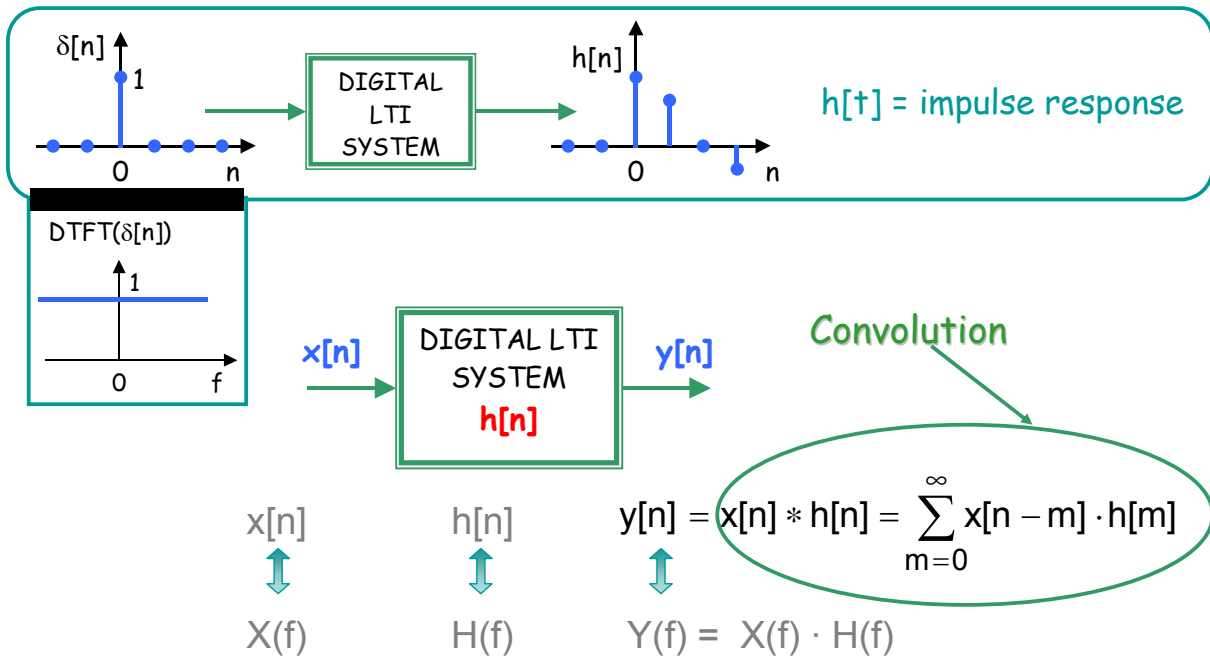 δ[n]
1
0
n
DIGITAL
LTI
SYSTEM
h[n]
0
n
h[t] = impulse response
DTFT(δ[n])
1
0
f
x[n]
DIGITAL LTI
SYSTEM
h[n]
y[n]
Convolution
x[n]
h[n]
y[n] = x[n] * h[n] = ∞∑m=0 x[n − m] · h[m]
X(f)
H(f)
Y(f) = X(f) · H(f)